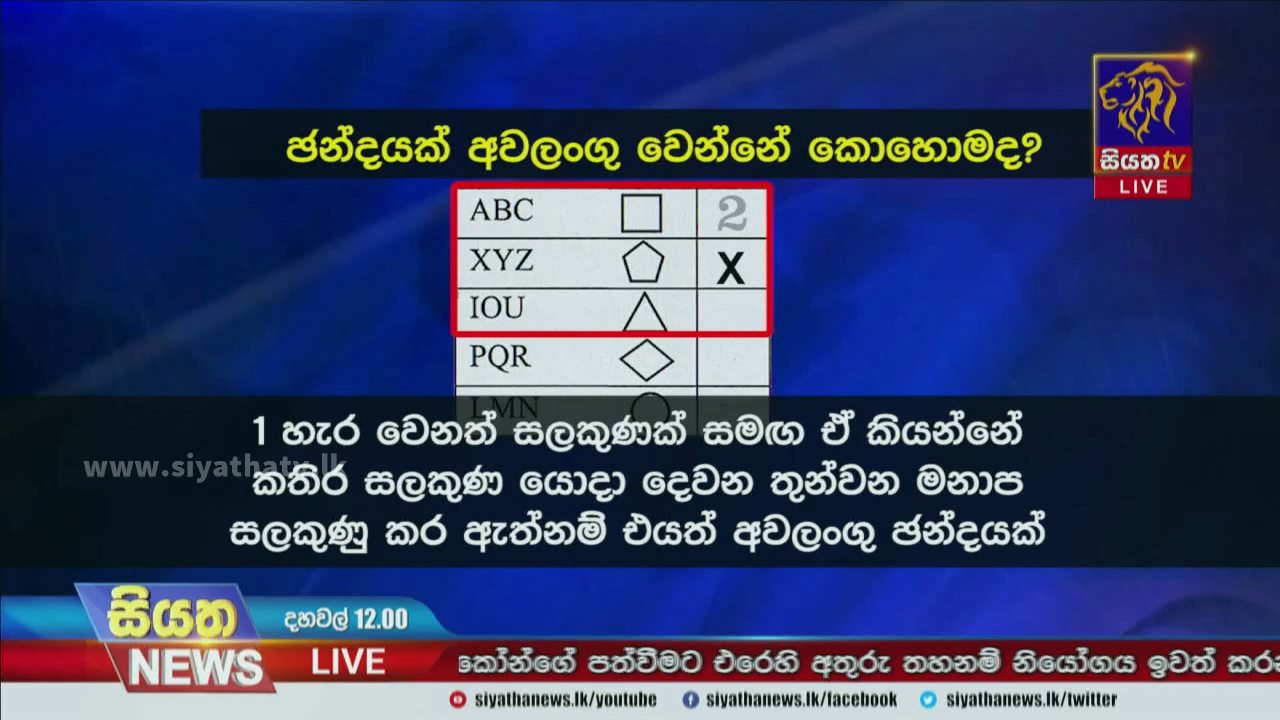 ඡන්දයක් අවලංගු වෙන්නේ කොහොමද?
සියත tv
LIVE
ABC 2
XYZ X
IOU
PQR
LMN
1 හැර වෙනත් සලකුණක් සමඟ ඒ කියන්නේ
කතිර සලකුණ යොදා දෙවන තුන්වන මනාප
සලකුණු කර ඇත්නම් එයත් අවලංගු ඡන්දයක්
www.siyathatv.lk
සියත
NEWS
දහවල් 12.00
LIVE
කෝන්ගේ පත්වීමට එරෙහි අතුරු තහනම් නියෝගය ඉවත් කර
siyathanews.lk/youtube siyathanews.lk/facebook siyathanews.lk/twitter